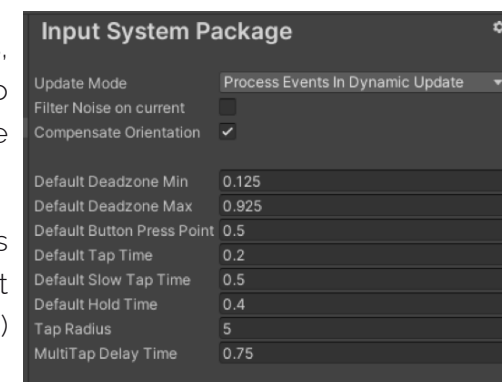 Input System Package
Update Mode Process Events In Dynamic Update
Filter Noise on current
Compensate Orientation
Default Deadzone Min 0.125
Default Deadzone Max 0.925
Default Button Press Point 0.5
Default Tap Time 0.2
Default Slow Tap Time 0.5
Default Hold Time 0.4
Tap Radius 5
MultiTap Delay Time 0.75